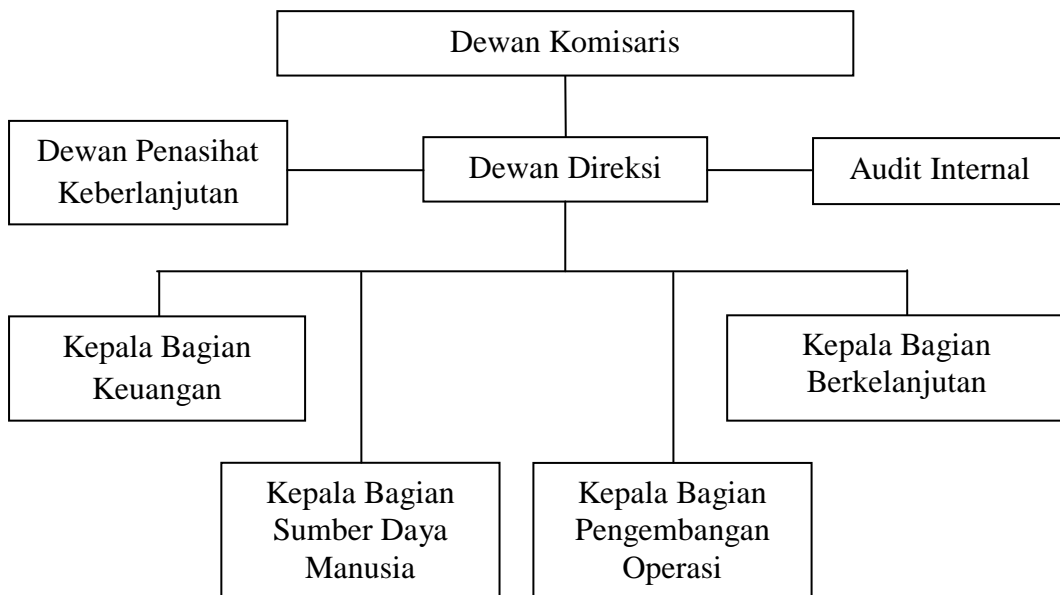 Dewan Komisaris
Dewan Penasihat
Keberlanjutan
Dewan Direksi
Audit Internal
Kepala Bagian
Keuangan
Kepala Bagian
Berkelanjutan
Kepala Bagian
Sumber Daya
Manusia
Kepala Bagian
Pengembangan
Operasi